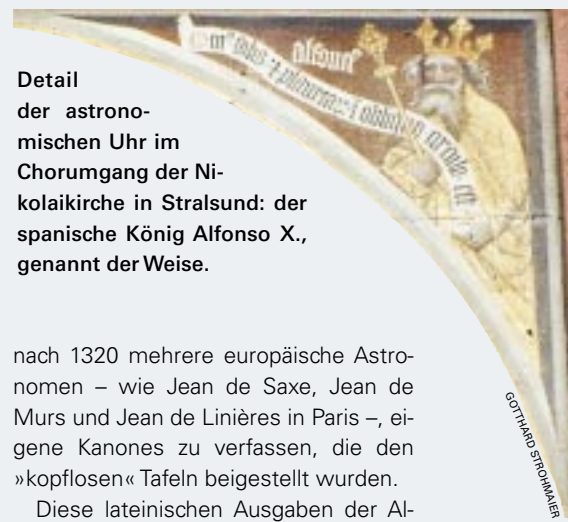 Detail
der astrono-
mischen Uhr im
Chorumgang der Ni-
kolaikirche in Stralsund: der
spanische König Alfonso X.,
genannt der Weise.
nach 1320 mehrere europäische Astro-
nomen – wie Jean de Saxe, Jean de
Murs und Jean de Linières in Paris –, ei-
gene Kanones zu verfassen, die den
»kopflosen« Tafeln beigestellt wurden.
Diese lateinischen Ausgaben der Al-
GOTTHARD STROHMAIER